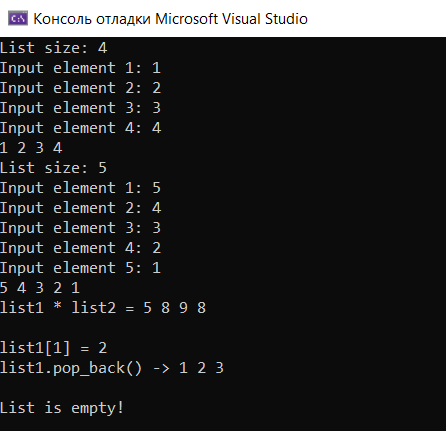 Консоль отладки Microsoft Visual Studio
List size: 4
Input element 1: 1
Input element 2: 2
Input element 3: 3
Input element 4: 4
1 2 3 4
List size: 5
Input element 1: 5
Input element 2: 4
Input element 3: 3
Input element 4: 2
Input element 5: 1
5 4 3 2 1
list1 * list2 = 5 8 9 8
list1[1] = 2
list1.pop_back() -> 1 2 3
List is empty!